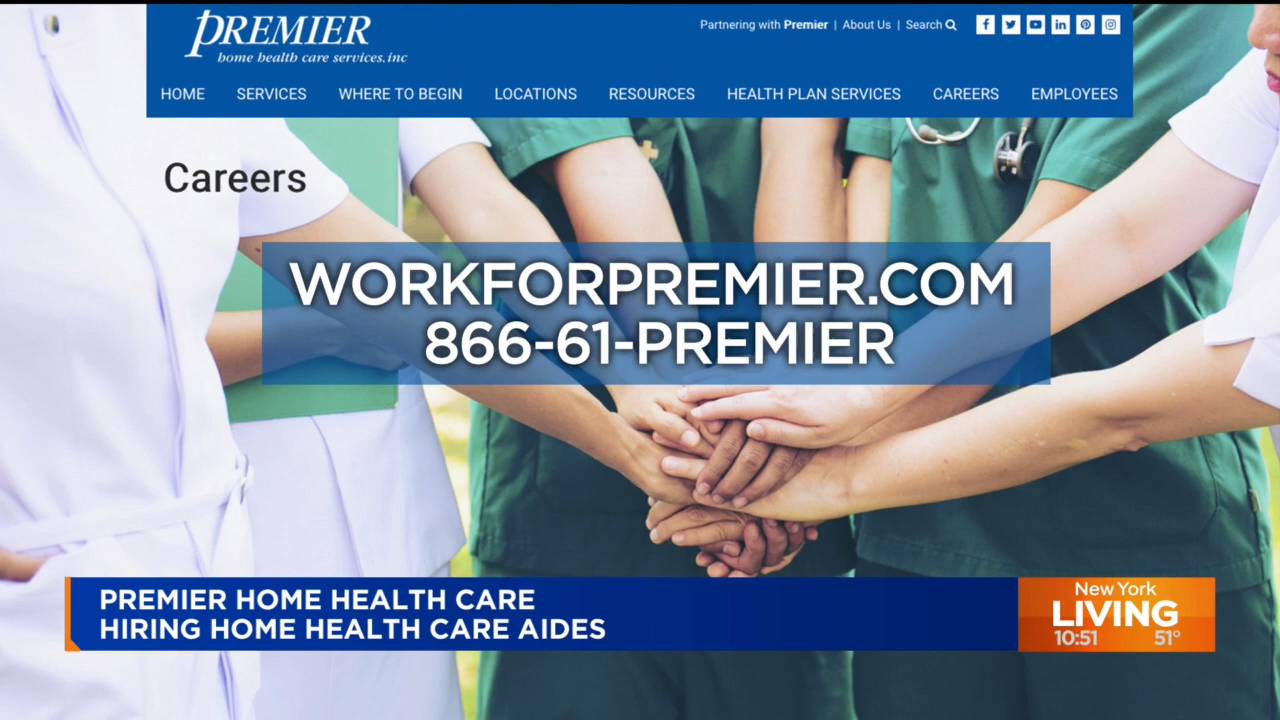 PREMIER
home health care services, inc
Partnering with Premier | About Us | Search
HOME SERVICES WHERE TO BEGIN LOCATIONS RESOURCES HEALTH PLAN SERVICES CAREERS EMPLOYEES
Careers
WORKFORPREMIER.COM
866-61-PREMIER
PREMIER HOME HEALTH CARE
HIRING HOME HEALTH CARE AIDES
New York
LIVING
10:51 51°